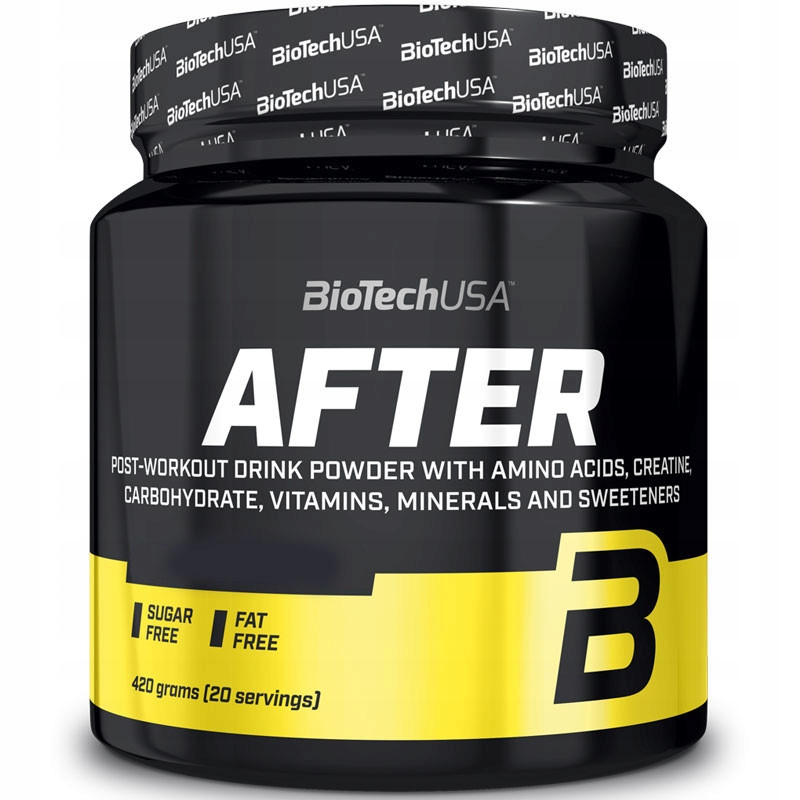 BioTechUSA
BioTechUSA BioTechUSA BioTechUSA BioTechUSA
BioTechUSA BioTechUSA BioTechUSA BioTechUSA
BioTechUSA™
AFTER
POST-WORKOUT DRINK POWDER WITH AMINO ACIDS, CREATINE,
CARBOHYDRATE, VITAMINS, MINERALS AND SWEETENERS
B
SUGAR
FREE
FAT
FREE
420 grams (20 servings)